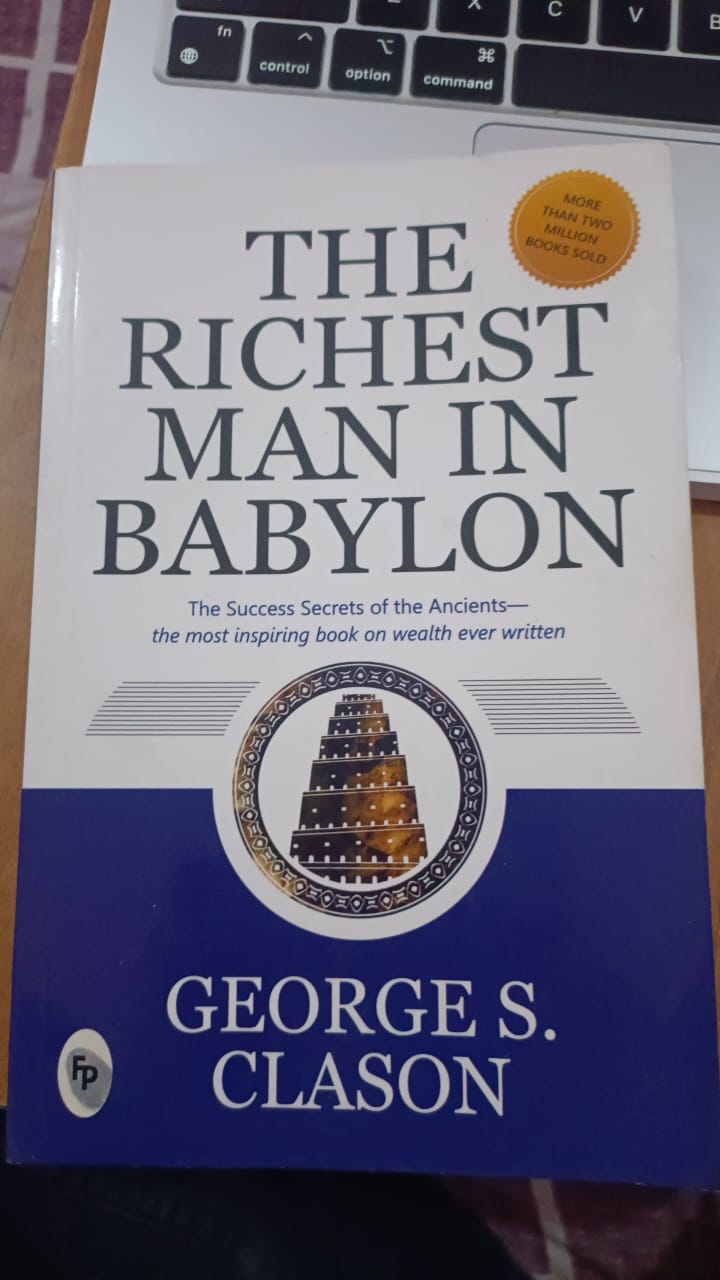 fn
control
⌥
option
⌘
command
X
C
V
MORE
THAN TWO
MILLION
BOOKS SOLD
THE
RICHEST
MAN IN
BABYLON
The Success Secrets of the Ancients—
the most inspiring book on wealth ever written
GEORGE S.
CLASON
FP